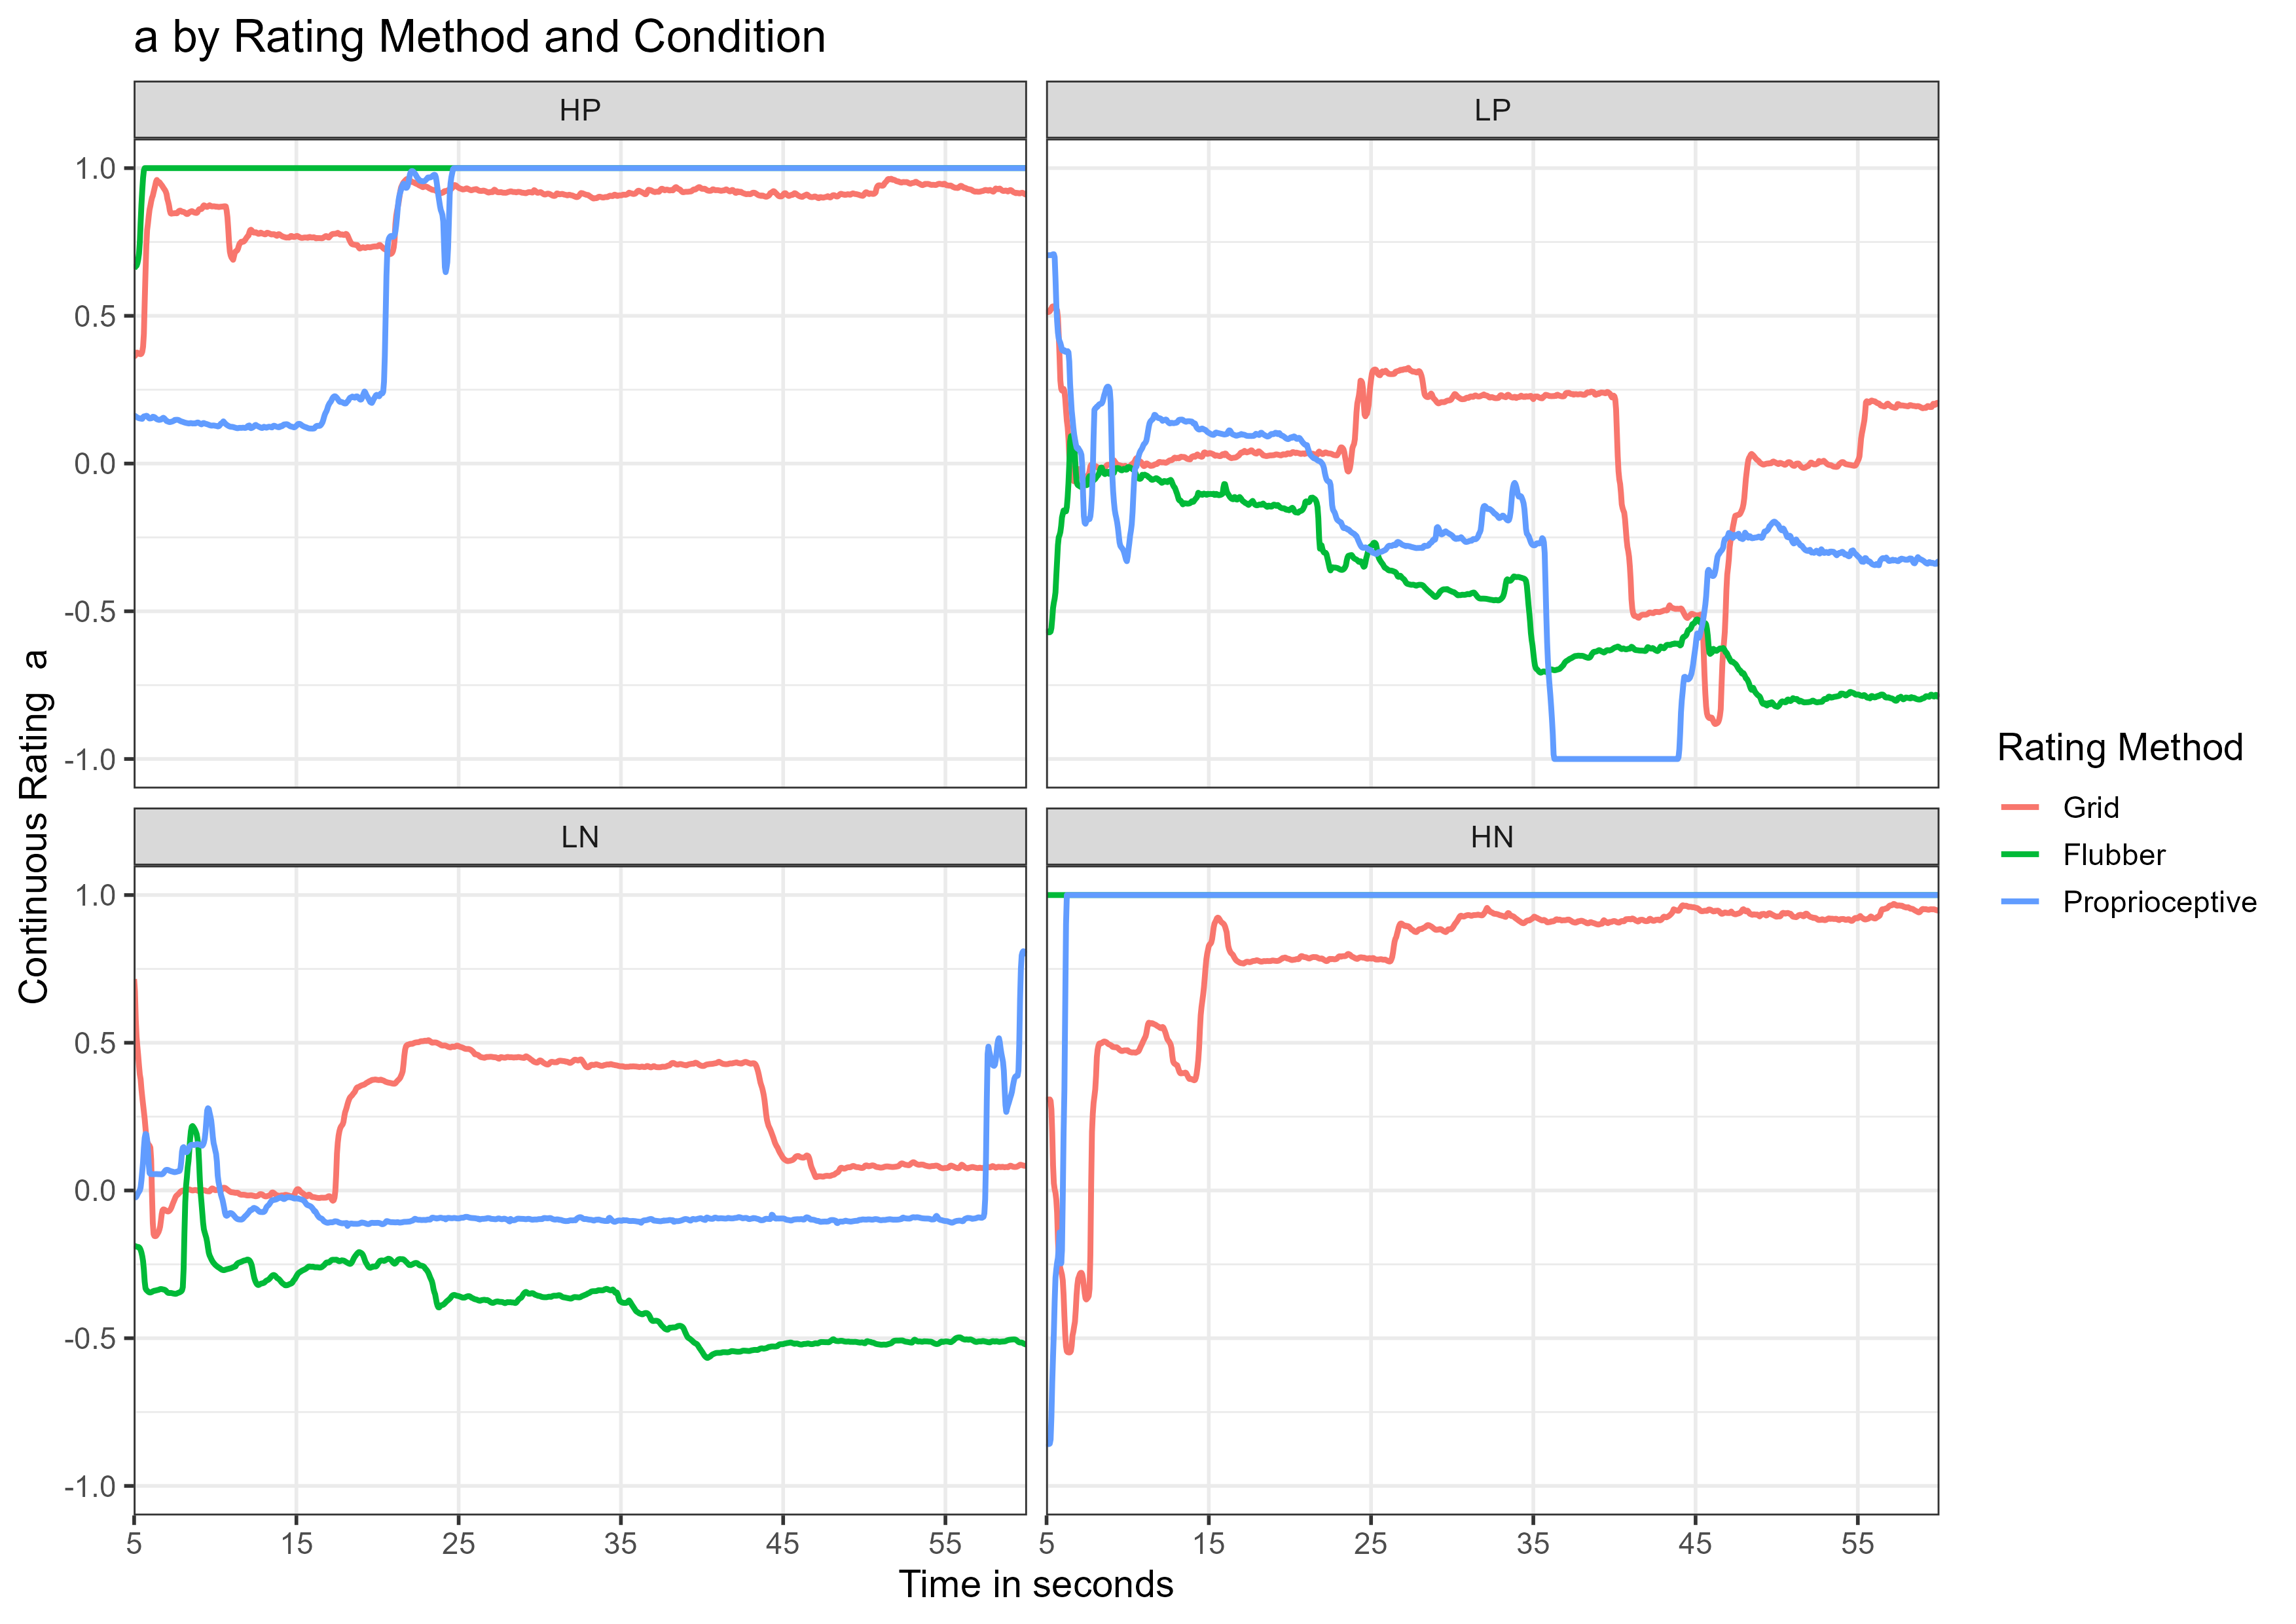 a by Rating Method and Condition
HP
LP
1.0
0.5
0.0
-0.5
-1.0
LN
HN
1.0
0.5
0.0
-0.5
-1.0
5 15 25 35 45 55
5 15 25 35 45 55
Time in seconds
Continuous Rating a
Rating Method
Grid
Flubber
Proprioceptive